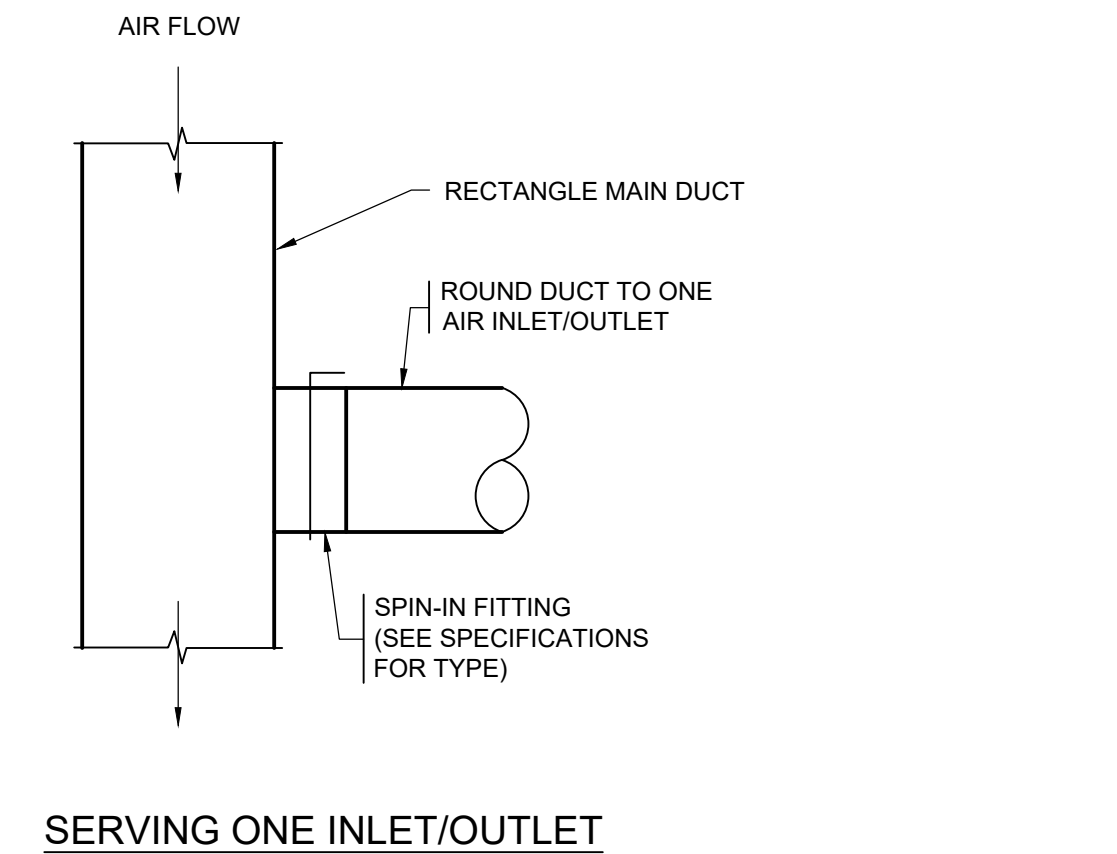 AIR FLOW
RECTANGLE MAIN DUCT
ROUND DUCT TO ONE
AIR INLET/OUTLET
SPIN-IN FITTING
(SEE SPECIFICATIONS
FOR TYPE)
SERVING ONE INLET/OUTLET